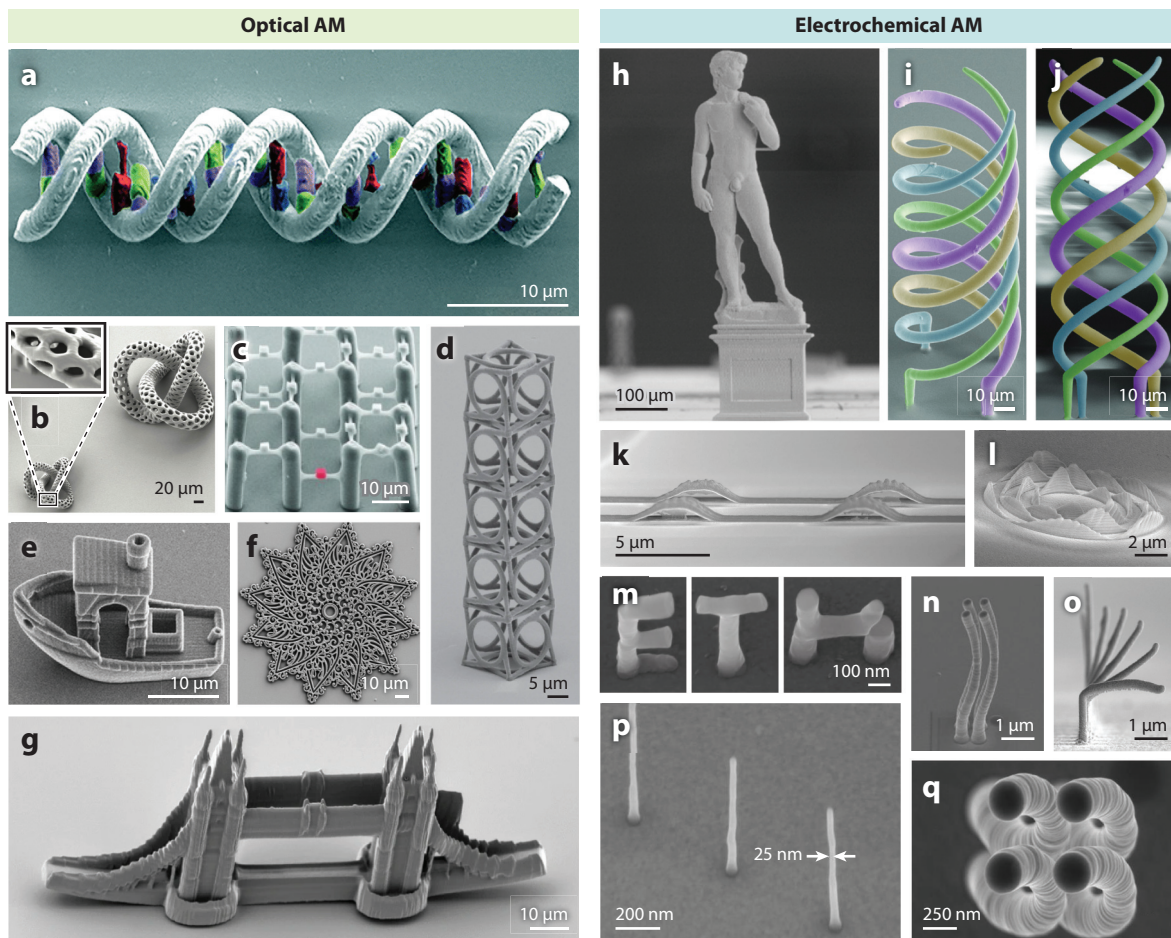 Optical AM
Electrochemical AM
a
10 µm
b
20 µm
c
10 µm
d
5 µm
e
10 µm
f
10 µm
g
10 µm
h
100 µm
i
10 µm
j
10 µm
k
5 µm
l
2 µm
m
100 nm
n
1 µm
o
1 µm
p
25 nm
200 nm
q
250 nm